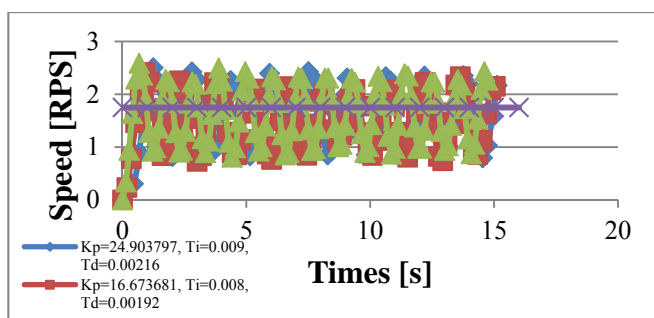 3
2
1
0
Speed [RPS]
0
5
10
15
20
Times [s]
Kp=24.903797, Ti=0.009,
Td=0.00216
Kp=16.673681, Ti=0.008,
Td=0.00192